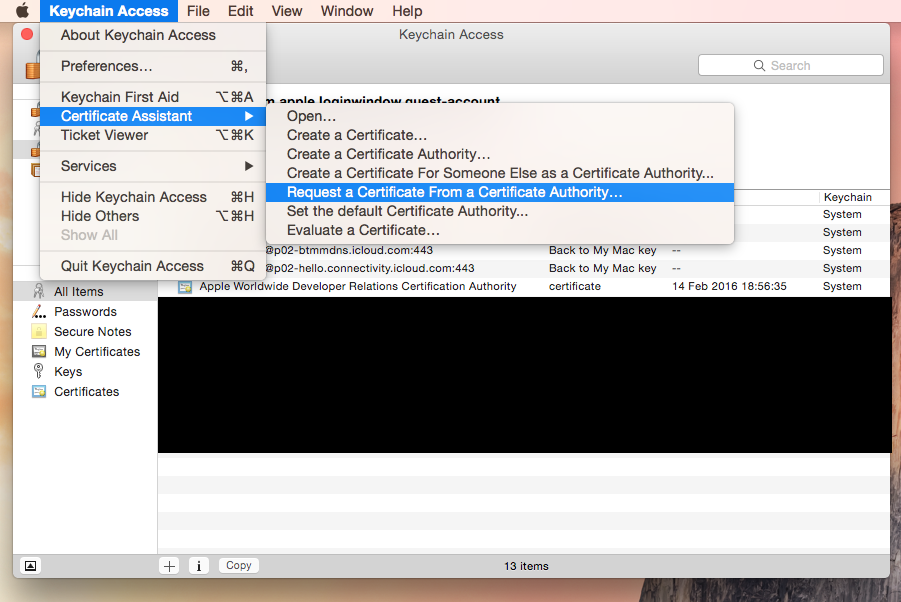 Keychain Access File Edit View Window Help
Keychain Access
Search
About Keychain Access
Preferences… ⌘,
Keychain First Aid ⌥⌘A
Certificate Assistant ▶
Ticket Viewer ⌥⌘K
Services ▶
Hide Keychain Access ⌘H
Hide Others ⌥⌘H
Show All
Quit Keychain Access ⌘Q
apple.loginwindow.guest-account
Open…
Create a Certificate…
Create a Certificate Authority…
Create a Certificate For Someone Else as a Certificate Authority…
Request a Certificate From a Certificate Authority…
Set the default Certificate Authority…
Evaluate a Certificate…
Keychain
System
System
@p02-btmmdns.icloud.com:443 Back to My Mac key -- System
@p02-hello.connectivity.icloud.com:443 Back to My Mac key -- System
Apple Worldwide Developer Relations Certification Authority certificate 14 Feb 2016 18:56:35 System
All Items
Passwords
Secure Notes
My Certificates
Keys
Certificates
+ i Copy 13 items